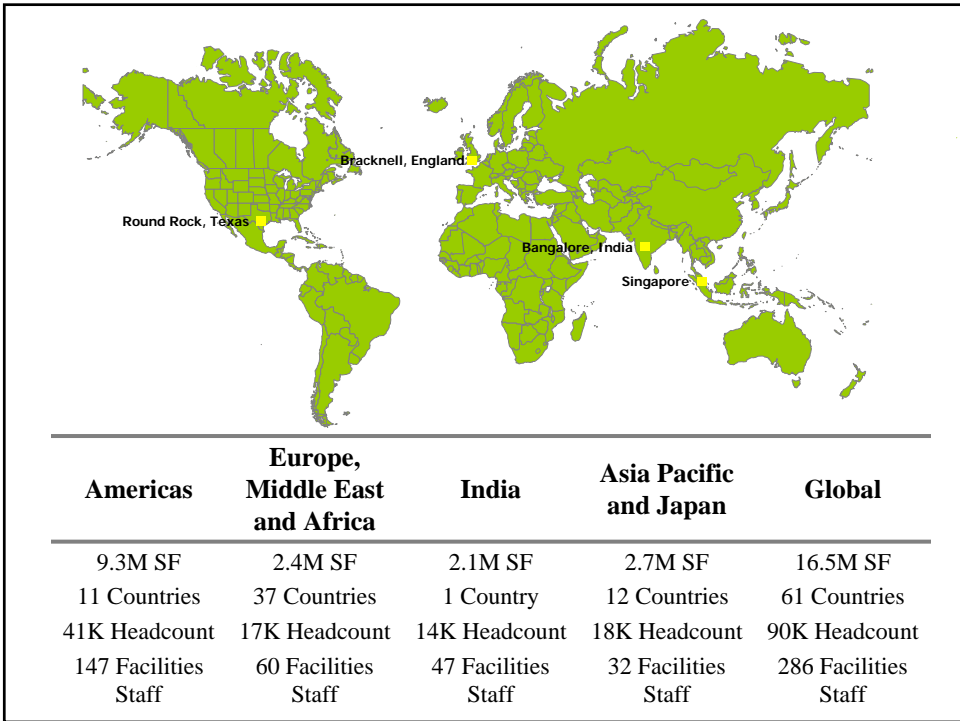 Bracknell, England
Round Rock, Texas
Bangalore, India
Singapore
Americas
Europe,
Middle East
and Africa
India
Asia Pacific
and Japan
Global
9.3M SF
2.4M SF
2.1M SF
2.7M SF
16.5M SF
11 Countries
37 Countries
1 Country
12 Countries
61 Countries
41K Headcount
17K Headcount
14K Headcount
18K Headcount
90K Headcount
147 Facilities
Staff
60 Facilities
Staff
47 Facilities
Staff
32 Facilities
Staff
286 Facilities
Staff